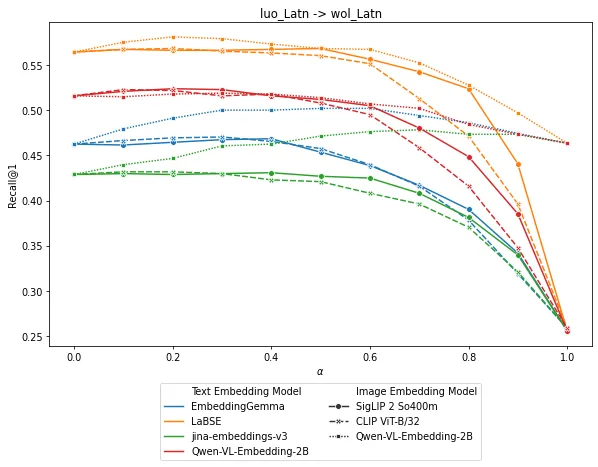 luo_Latn -> wol_Latn
Recall@1
0.55
0.50
0.45
0.40
0.35
0.30
0.25
0.0 0.2 0.4 0.6 0.8 1.0
α
Text Embedding Model
EmbeddingGemma
LaBSE
jina-embeddings-v3
Qwen-VL-Embedding-2B
Image Embedding Model
SigLIP 2 So400m
CLIP ViT-B/32
Qwen-VL-Embedding-2B